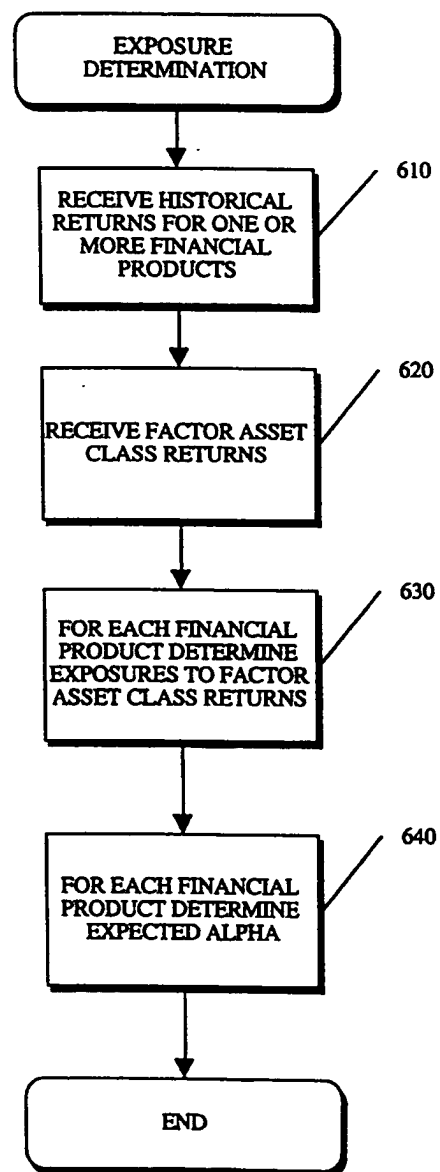 EXPOSURE
DETERMINATION
610
RECEIVE HISTORICAL
RETURNS FOR ONE OR
MORE FINANCIAL
PRODUCTS
620
RECEIVE FACTOR ASSET
CLASS RETURNS
630
FOR EACH FINANCIAL
PRODUCT DETERMINE
EXPOSURES TO FACTOR
ASSET CLASS RETURNS
640
FOR EACH FINANCIAL
PRODUCT DETERMINE
EXPECTED ALPHA
END